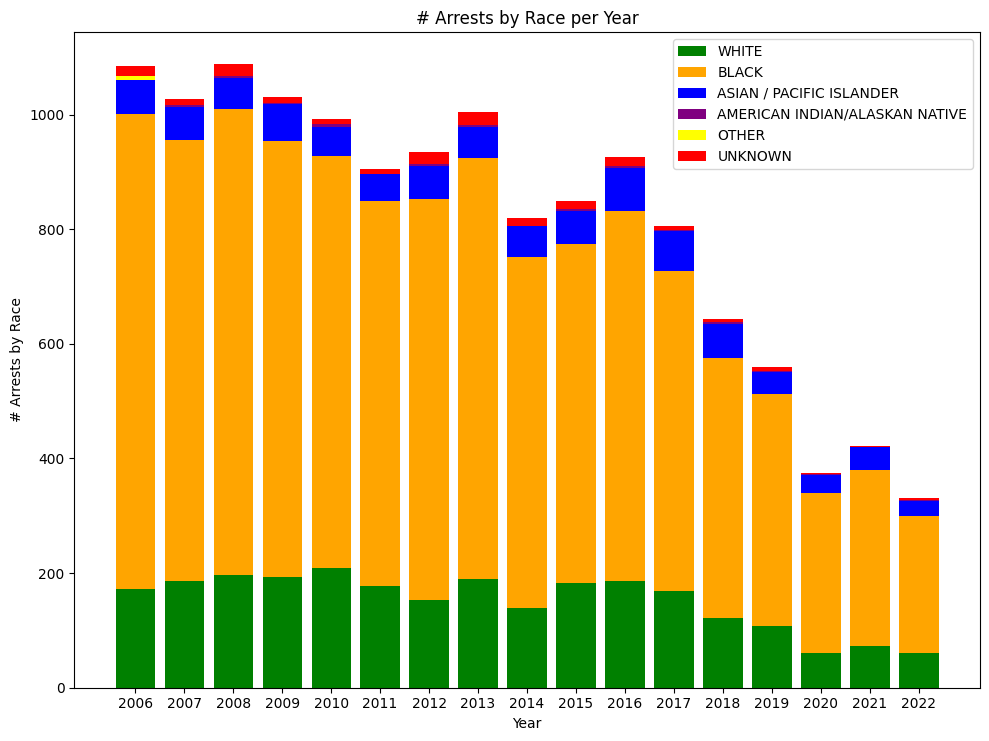 # Arrests by Race per Year
WHITE
BLACK
ASIAN / PACIFIC ISLANDER
AMERICAN INDIAN/ALASKAN NATIVE
OTHER
UNKNOWN
# Arrests by Race
1000
800
600
400
200
0
2006 2007 2008 2009 2010 2011 2012 2013 2014 2015 2016 2017 2018 2019 2020 2021 2022
Year